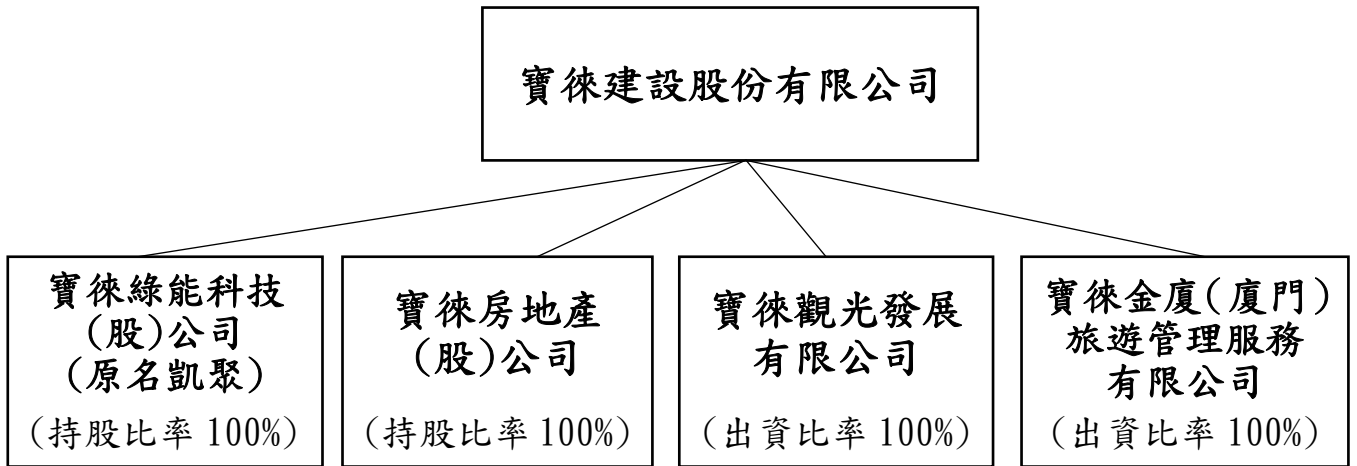 寶徠建設股份有限公司
寶徠綠能科技
(股)公司
(原名凱聚)
(持股比率 100%)
寶徠房地產
(股)公司
(持股比率 100%)
寶徠觀光發展
有限公司
(出資比率 100%)
寶徠金廈(廈門)
旅遊管理服務
有限公司
(出資比率 100%)